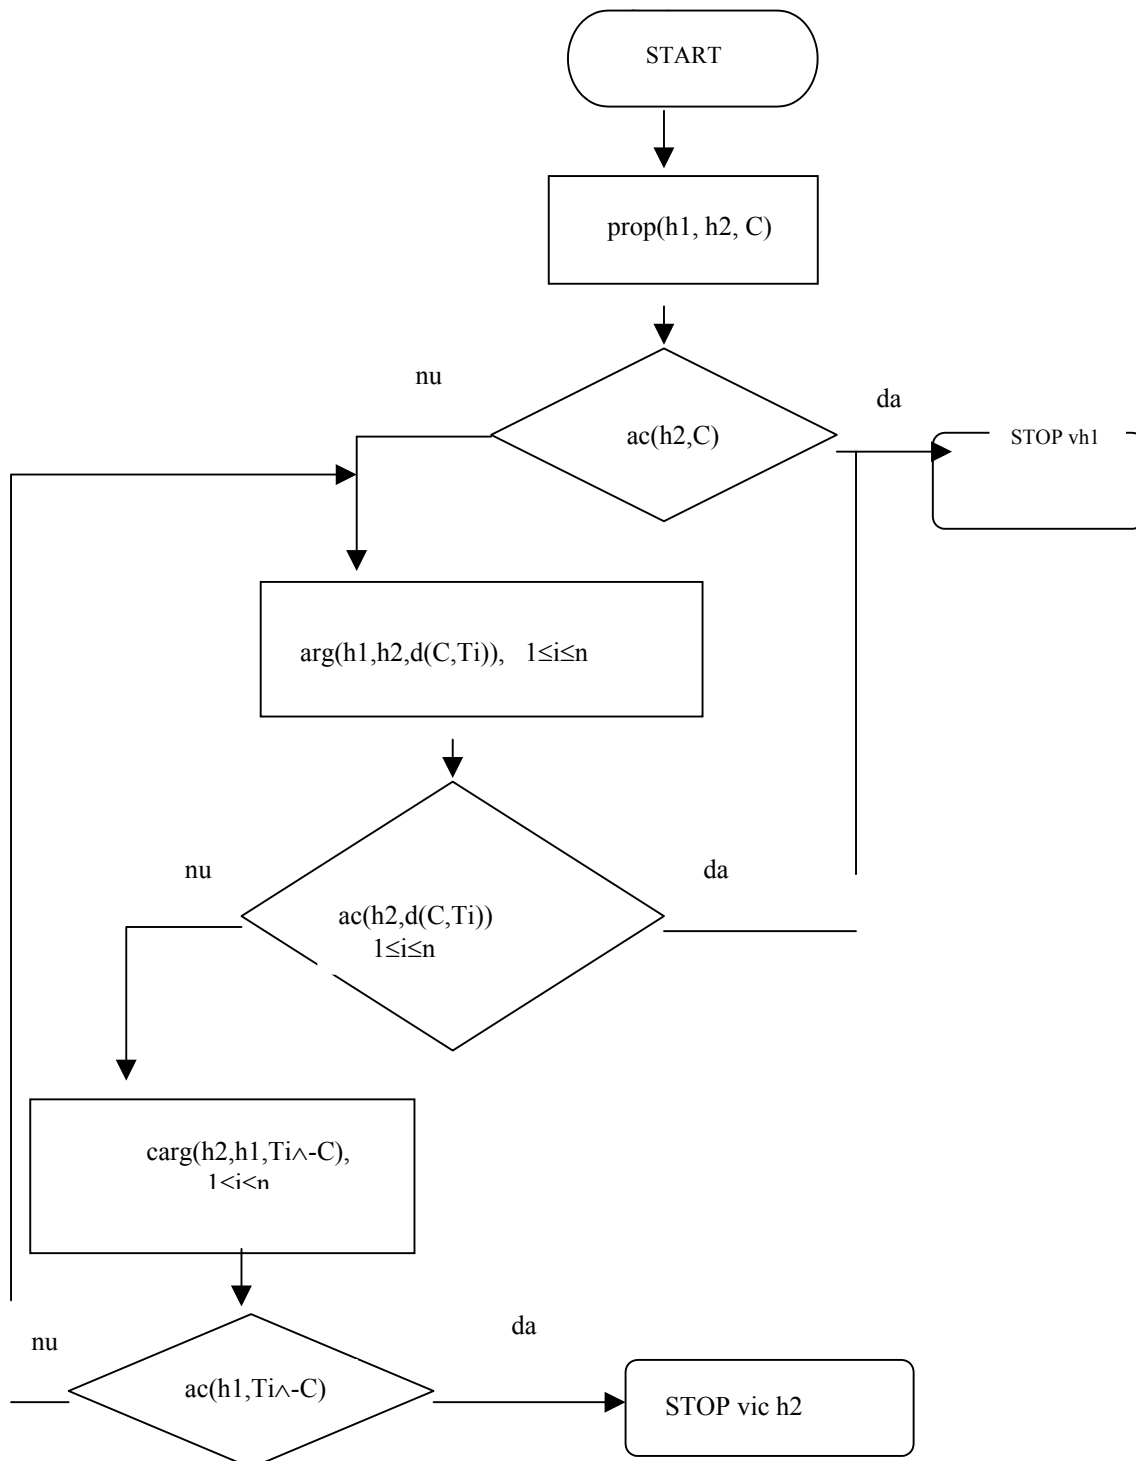 START
prop(h1, h2, C)
nu
da
ac(h2,C)
STOP vh1
arg(h1,h2,d(C,Ti)), 1≤i≤n
nu
da
ac(h2,d(C,Ti))
1≤i≤n
carg(h2,h1,Ti∧-C),
1≤i≤n
nu
da
ac(h1,Ti∧-C)
STOP vic h2